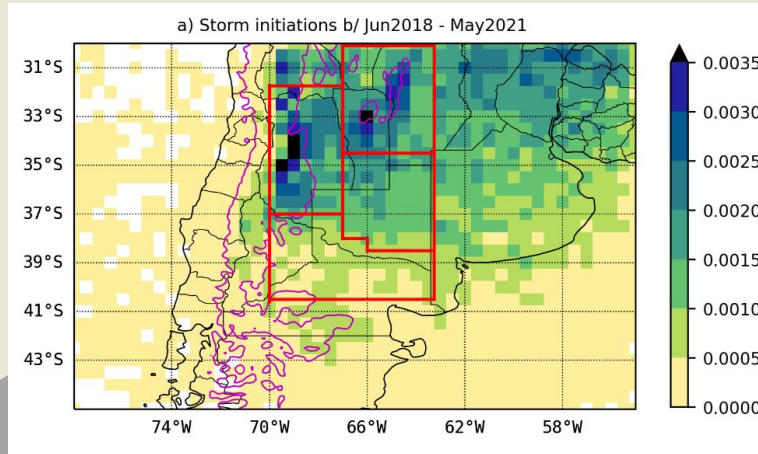 a) Storm initiations b/ Jun2018 - May2021
31°S
33°S
35°S
37°S
39°S
41°S
43°S
74°W 70°W 66°W 62°W 58°W
0.0035
0.0030
0.0025
0.0020
0.0015
0.0010
0.0005
0.0000